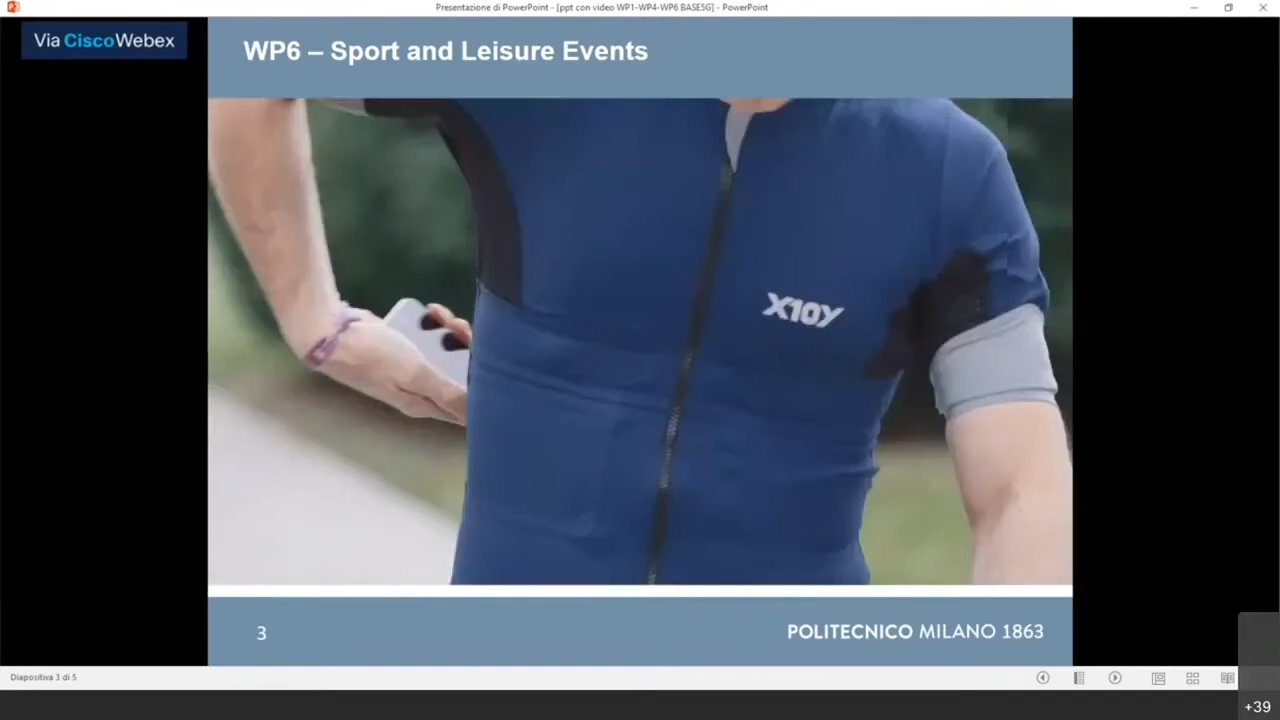 Presentazione di PowerPoint - [ppt con video WP1-WP4-WP6 BASE5G] - PowerPoint
Via CiscoWebex
WP6 – Sport and Leisure Events
X10Y
3
POLITECNICO MILANO 1863
Diapositiva 3 di 5
+39